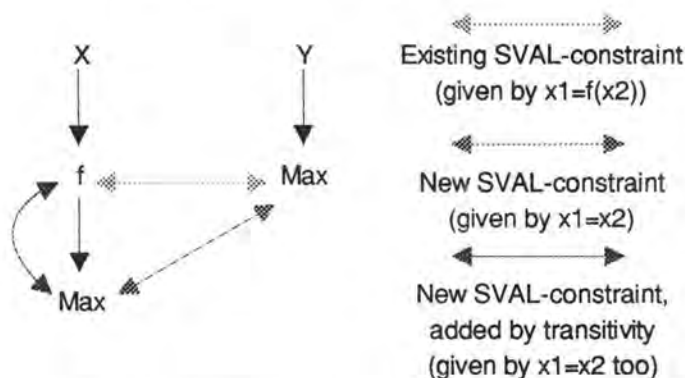 X
Y
f
Max
Max
Existing SVAL-constraint
(given by x1=f(x2))
New SVAL-constraint
(given by x1=x2)
New SVAL-constraint,
added by transitivity
(given by x1=x2 too)